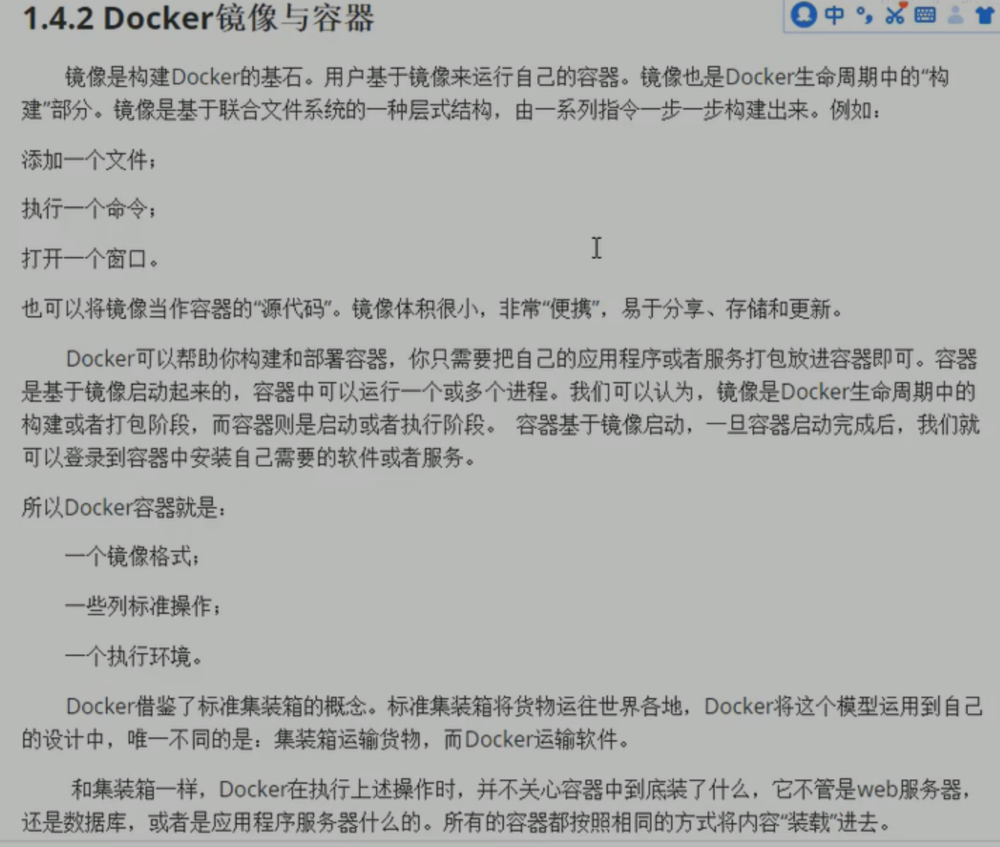 1.4.2 Docker镜像与容器
中
镜像是构建Docker的基石。用户基于镜像来运行自己的容器。镜像也是Docker生命周期中的“构
建”部分。镜像是基于联合文件系统的一种层式结构，由一系列指令一步一步构建出来。例如：
添加一个文件；
执行一个命令；
打开一个窗口。
也可以将镜像当作容器的“源代码”。镜像体积很小，非常“便携”，易于分享、存储和更新。
Docker可以帮助你构建和部署容器，你只需要把自己的应用程序或者服务打包放进容器即可。容器
是基于镜像启动起来的，容器中可以运行一个或多个进程。我们可以认为，镜像是Docker生命周期中的
构建或者打包阶段，而容器则是启动或者执行阶段。 容器基于镜像启动，一旦容器启动完成后，我们就
可以登录到容器中安装自己需要的软件或者服务。
所以Docker容器就是：
一个镜像格式；
一些列标准操作；
一个执行环境。
Docker借鉴了标准集装箱的概念。标准集装箱将货物运往世界各地，Docker将这个模型运用到自己
的设计中，唯一不同的是：集装箱运输货物，而Docker运输软件。
和集装箱一样，Docker在执行上述操作时，并不关心容器中到底装了什么，它不管是web服务器，
还是数据库，或者是应用程序服务器什么的。所有的容器都按照相同的方式将内容“装载”进去。